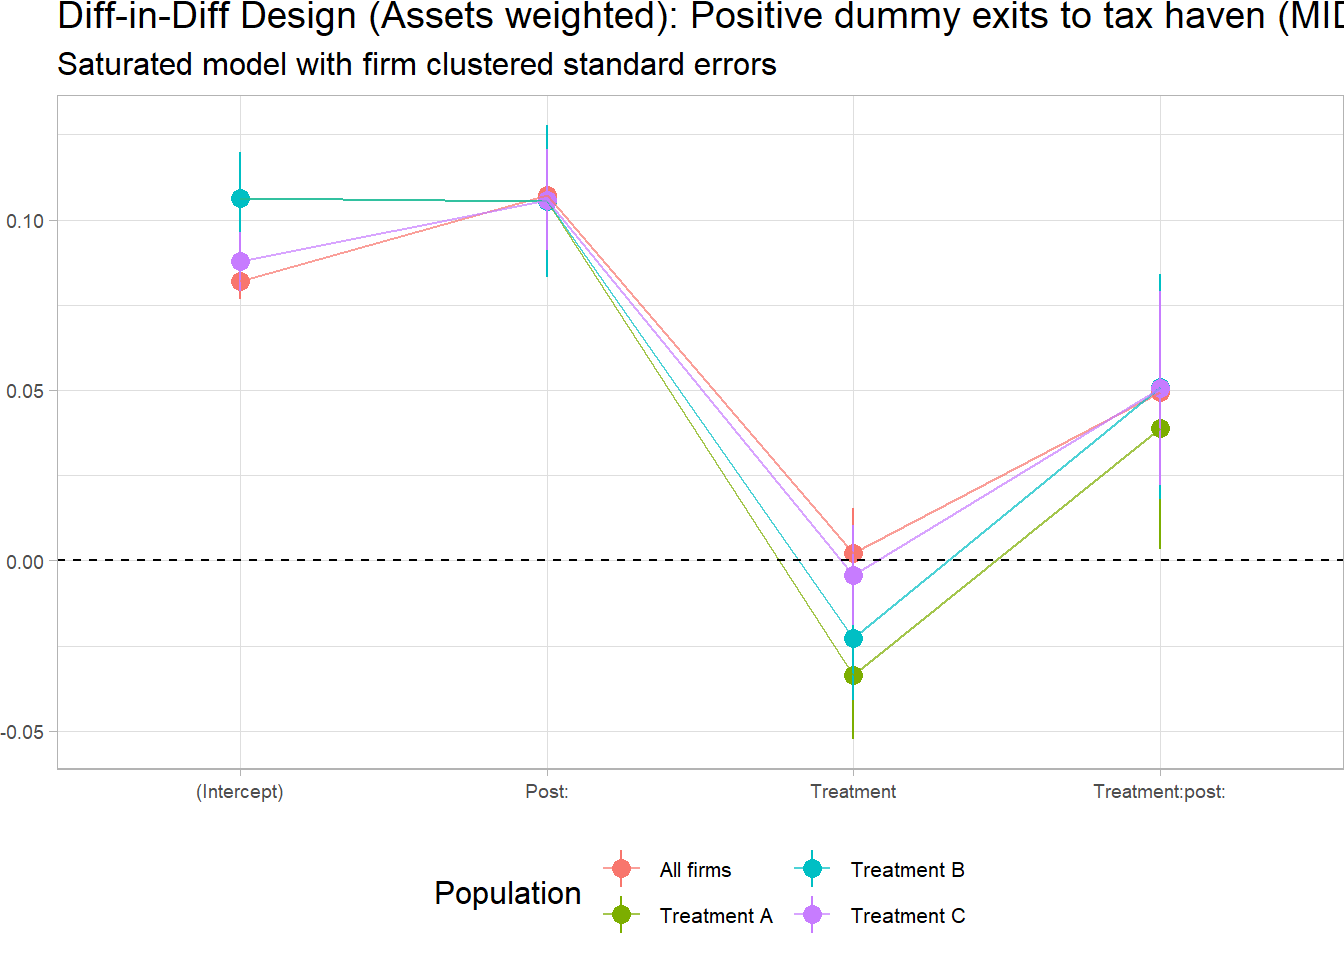 Diff-in-Diff Design (Assets weighted): Positive dummy exits to tax haven (MID
Saturated model with firm clustered standard errors
0.10
0.05
0.00
-0.05
(Intercept) Post: Treatment Treatment:post:
Population
All firms Treatment B
Treatment A Treatment C